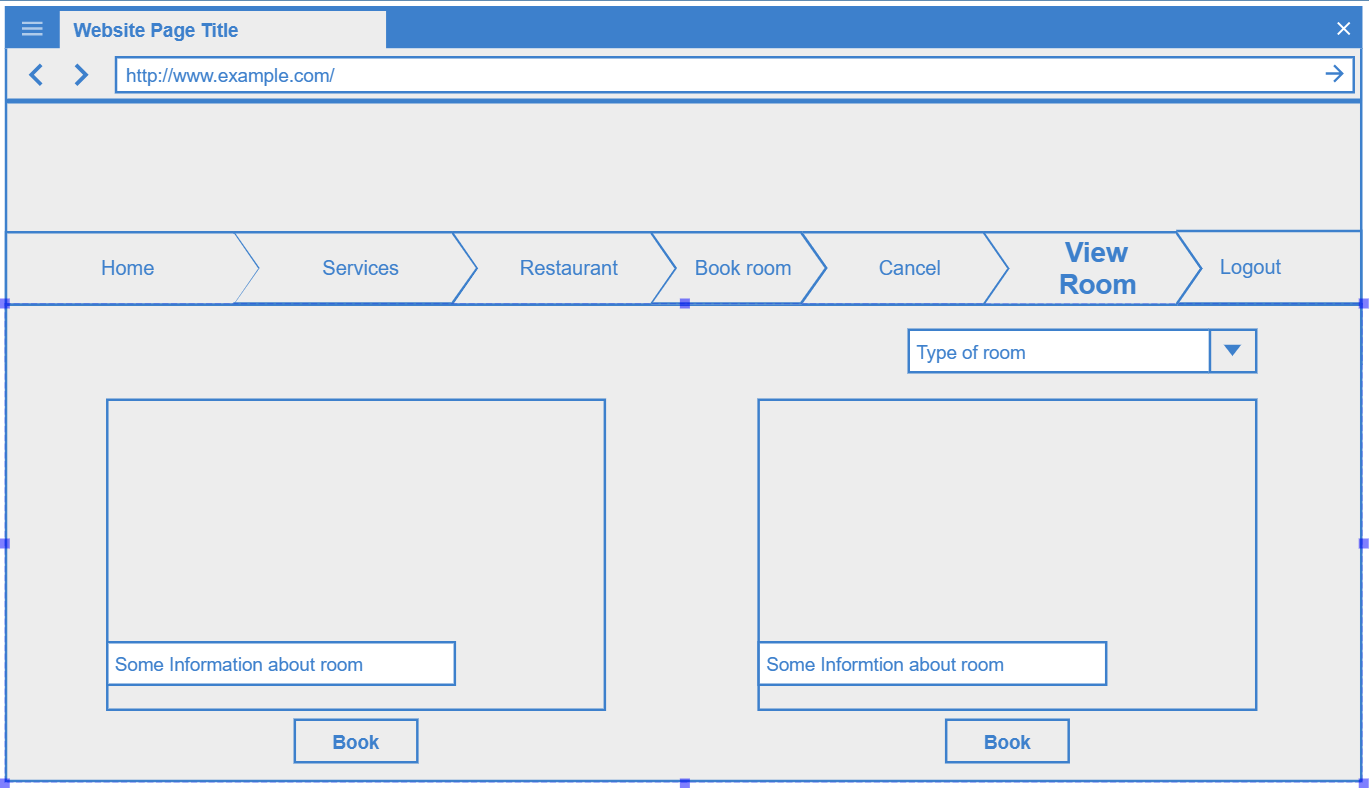 Website Page Title
http://www.example.com/
Home
Services
Restaurant
Book room
Cancel
View
Room
Logout
Type of room
Some Information about room
Some Informtion about room
Book
Book